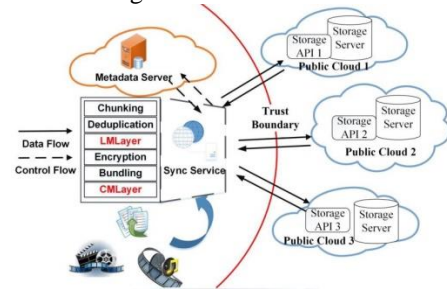 Metadata Server
Chunking
Deduplication
LMLayer
Encryption
Bundling
CMLayer
Sync Service
Data Flow
Control Flow
Trust
Boundary
Storage
API 1
Storage
Server
Public Cloud 1
Storage
API 2
Storage
Server
Public Cloud 2
Storage
API 3
Storage
Server
Public Cloud 3